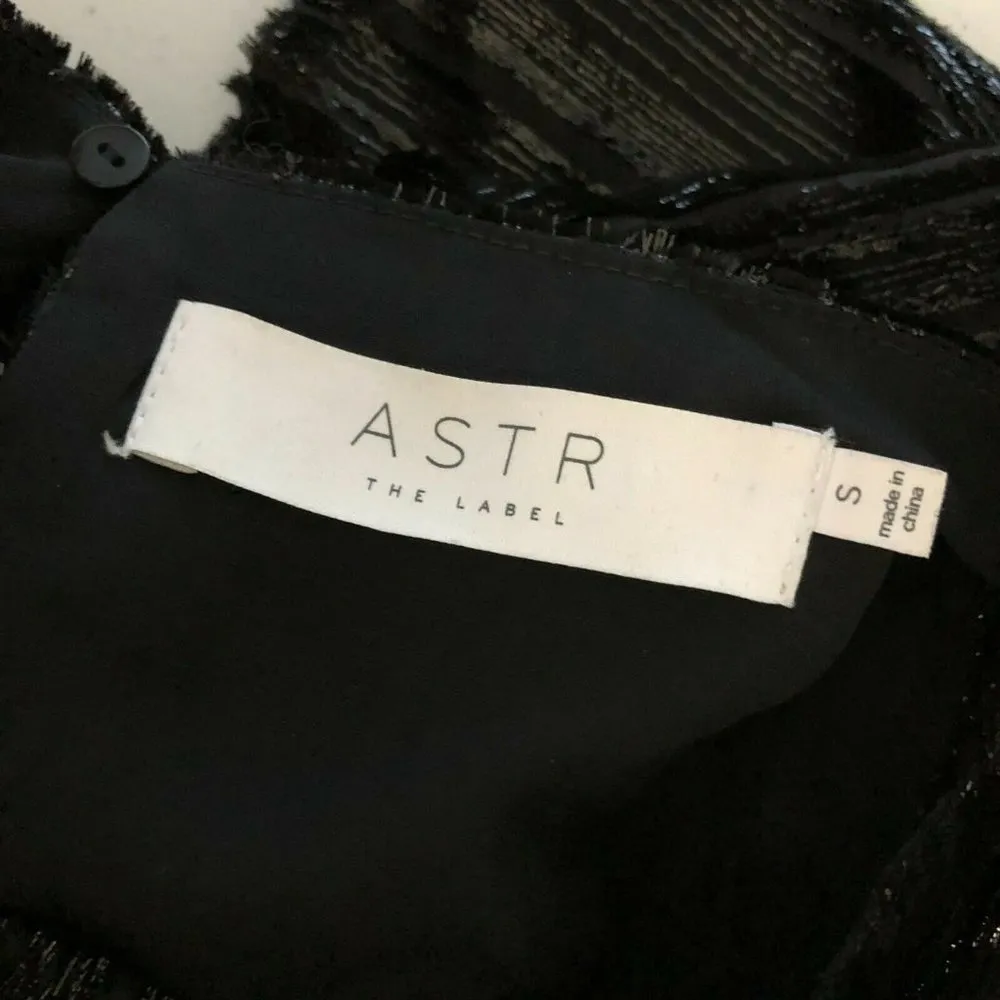 ASTR
THE LABEL
S
made in
china